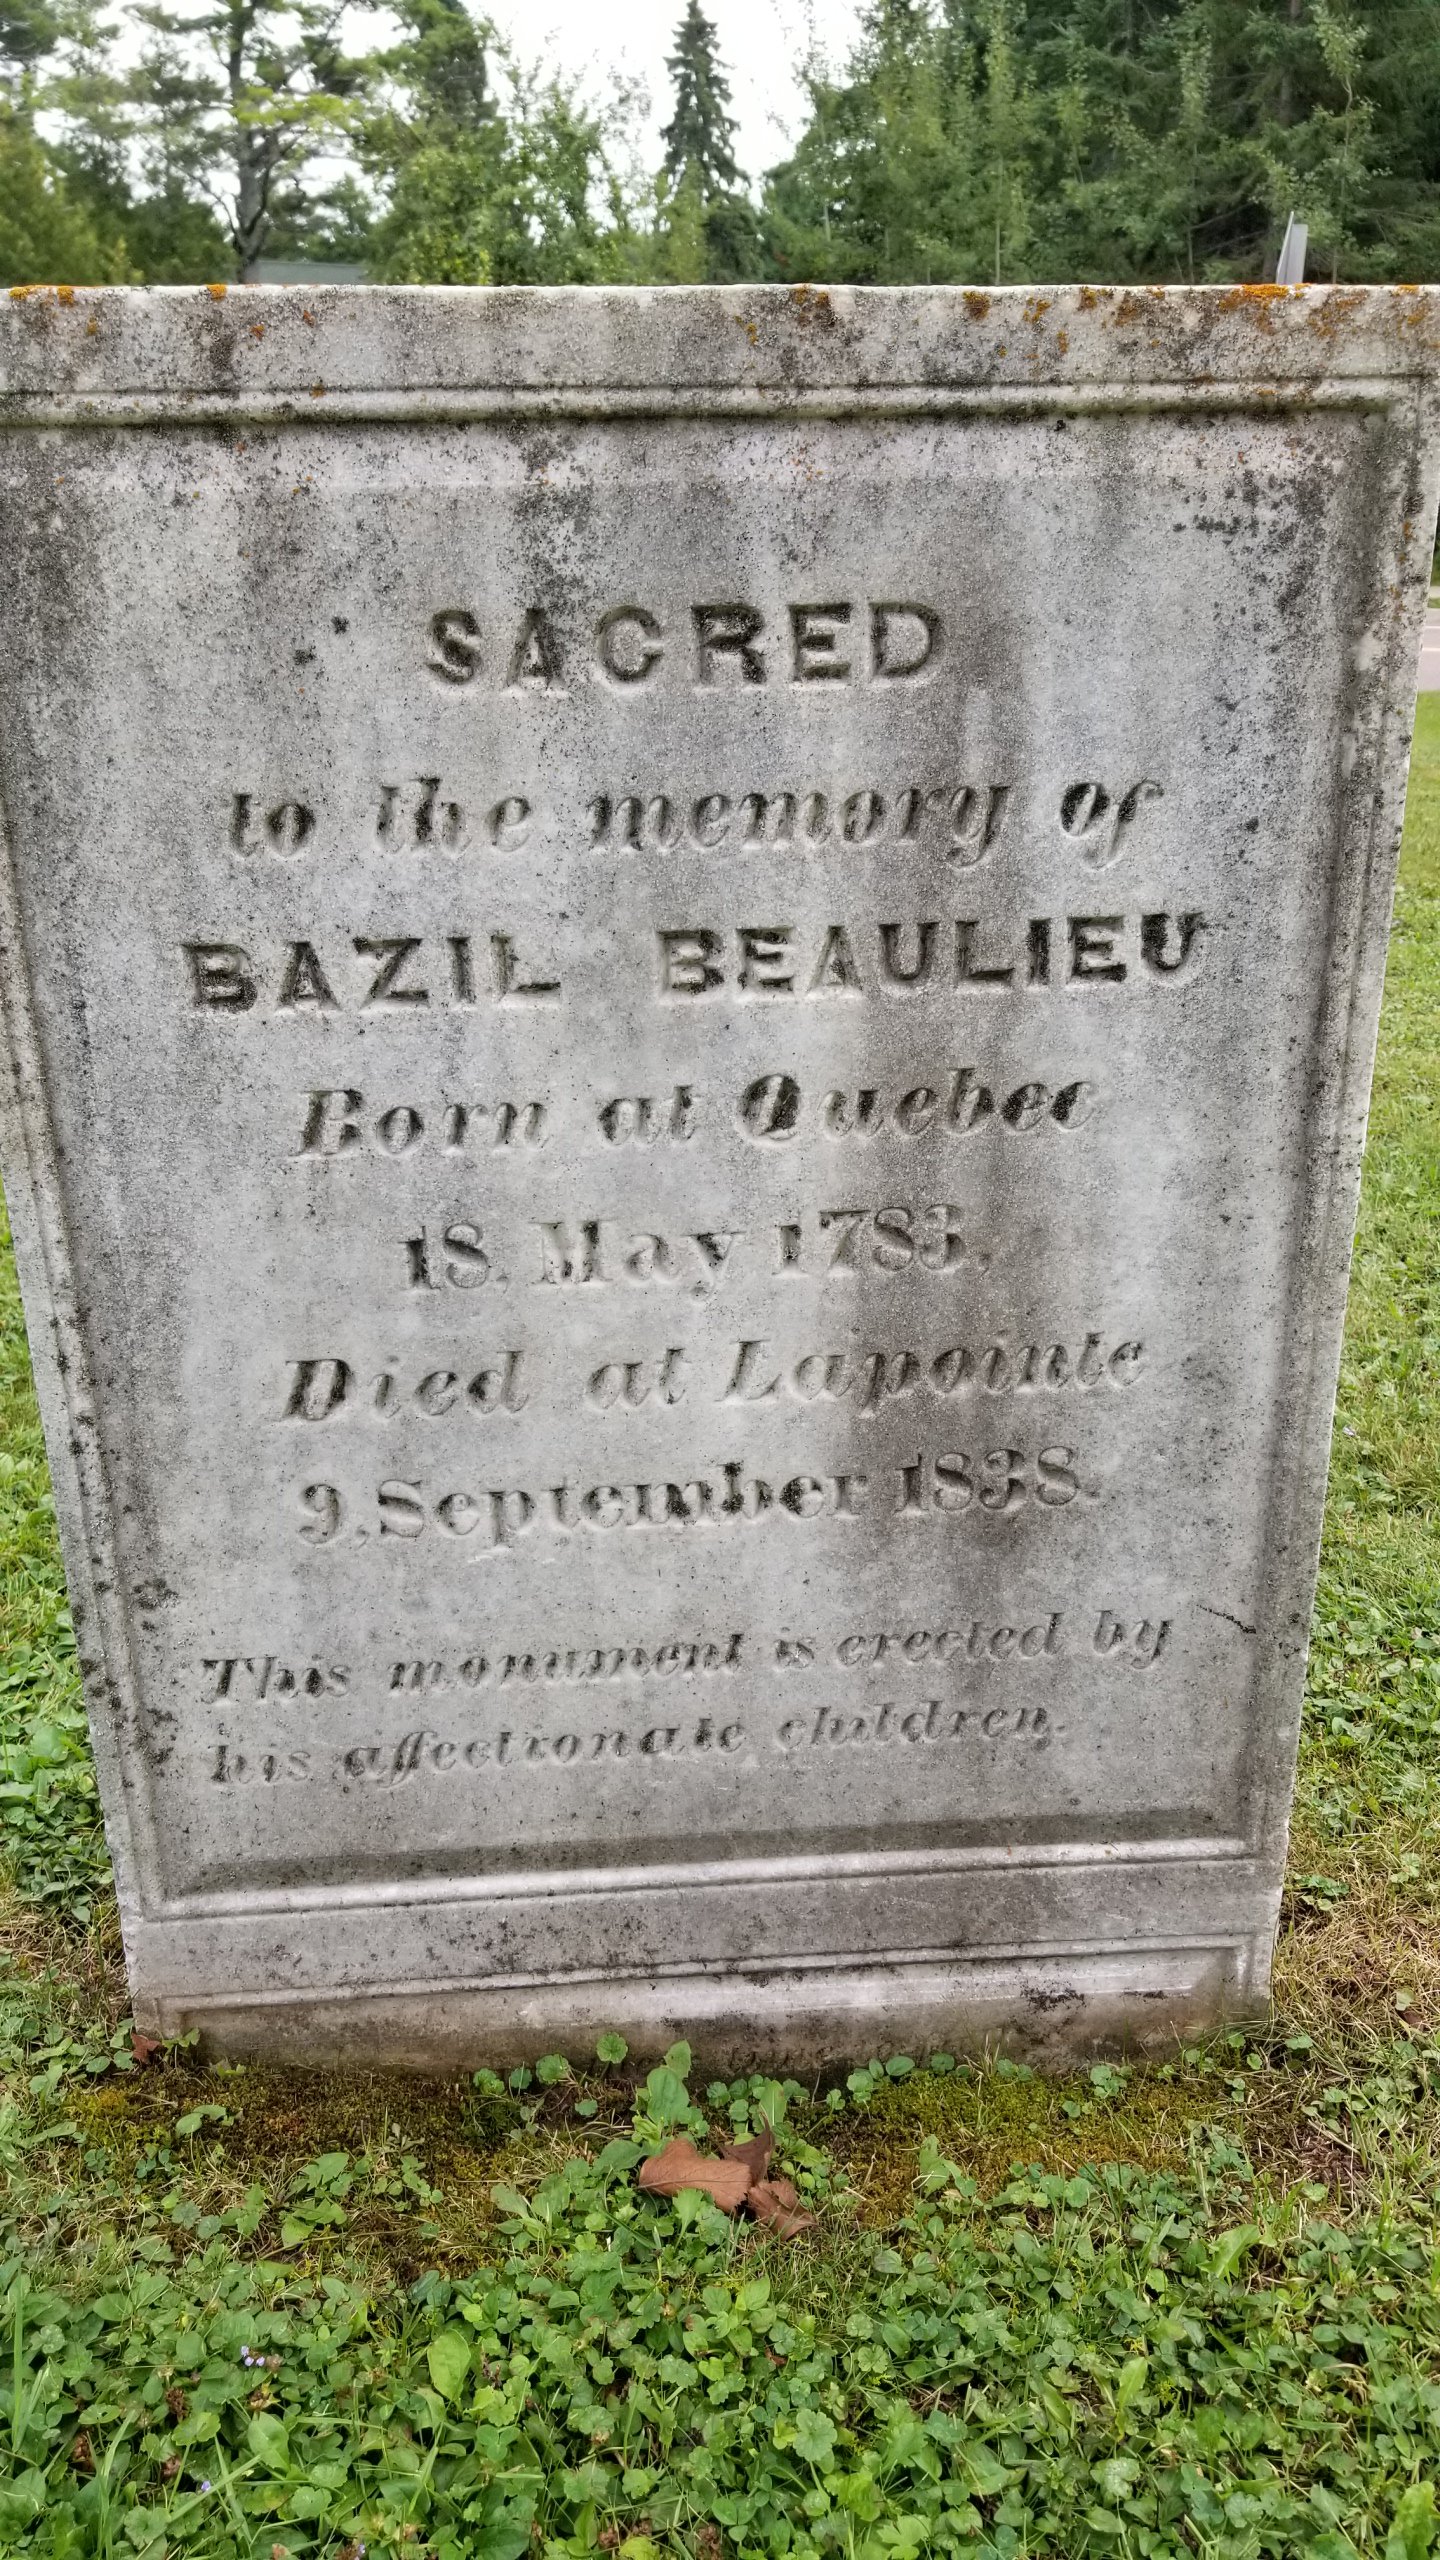 SACRED
to the memory of
BAZIL BEAULIEU
Born at Quebec
18. May 1783.
Died at Lapointe
9, September 1838.
This monument is erected by
his affectionate children.